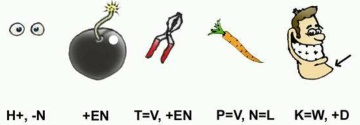 H+, -N +EN T=V, +EN P=V, N=L K=W, +D